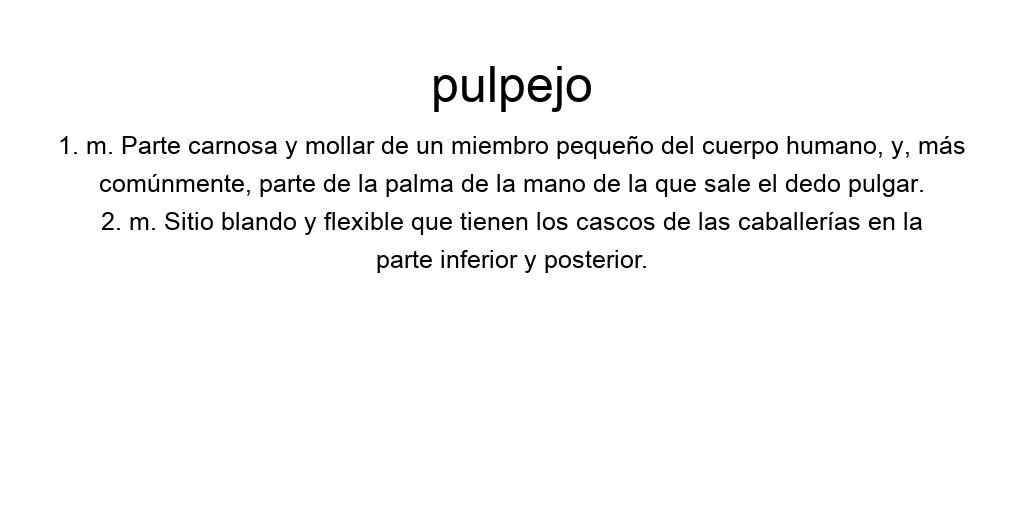 pulpejo
1. m. Parte carnosa y mollar de un miembro pequeño del cuerpo humano, y, más
comúnmente, parte de la palma de la mano de la que sale el dedo pulgar.
2. m. Sitio blando y flexible que tienen los cascos de las caballerías en la
parte inferior y posterior.